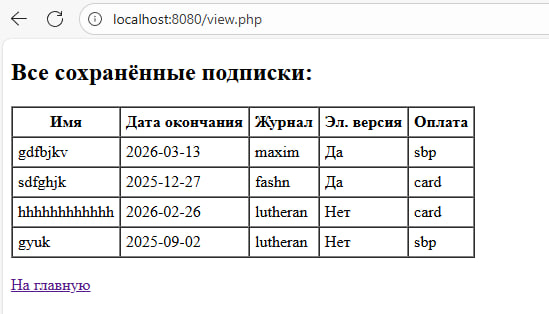 localhost:8080/view.php
Все сохранённые подписки:
Имя Дата окончания Журнал Эл. версия Оплата
gdfbjkv 2026-03-13 maxim Да sbp
sdfghjk 2025-12-27 fashn Да card
hhhhhhhhhhhh 2026-02-26 lutheran Нет card
gyuk 2025-09-02 lutheran Нет sbp
На главную